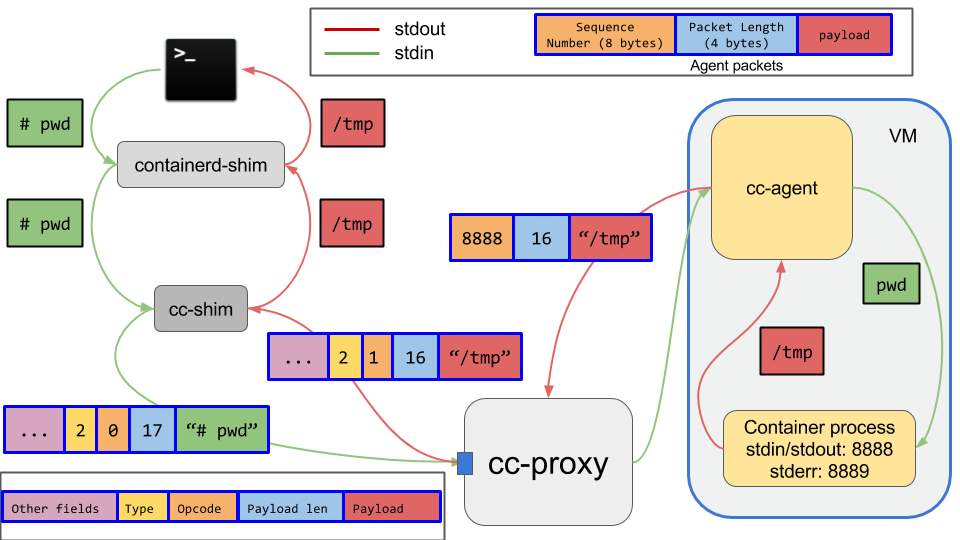 stdout
stdin
Sequence
Number (8 bytes)
Packet Length
(4 bytes)
payload
Agent packets
>_
# pwd
/tmp
containerd-shim
# pwd
/tmp
cc-shim
VM
cc-agent
8888 16 “/tmp”
pwd
/tmp
... 2 1 16 “/tmp”
... 2 0 17 “# pwd”
cc-proxy
Container process
stdin/stdout: 8888
stderr: 8889
Other fields Type Opcode Payload len Payload